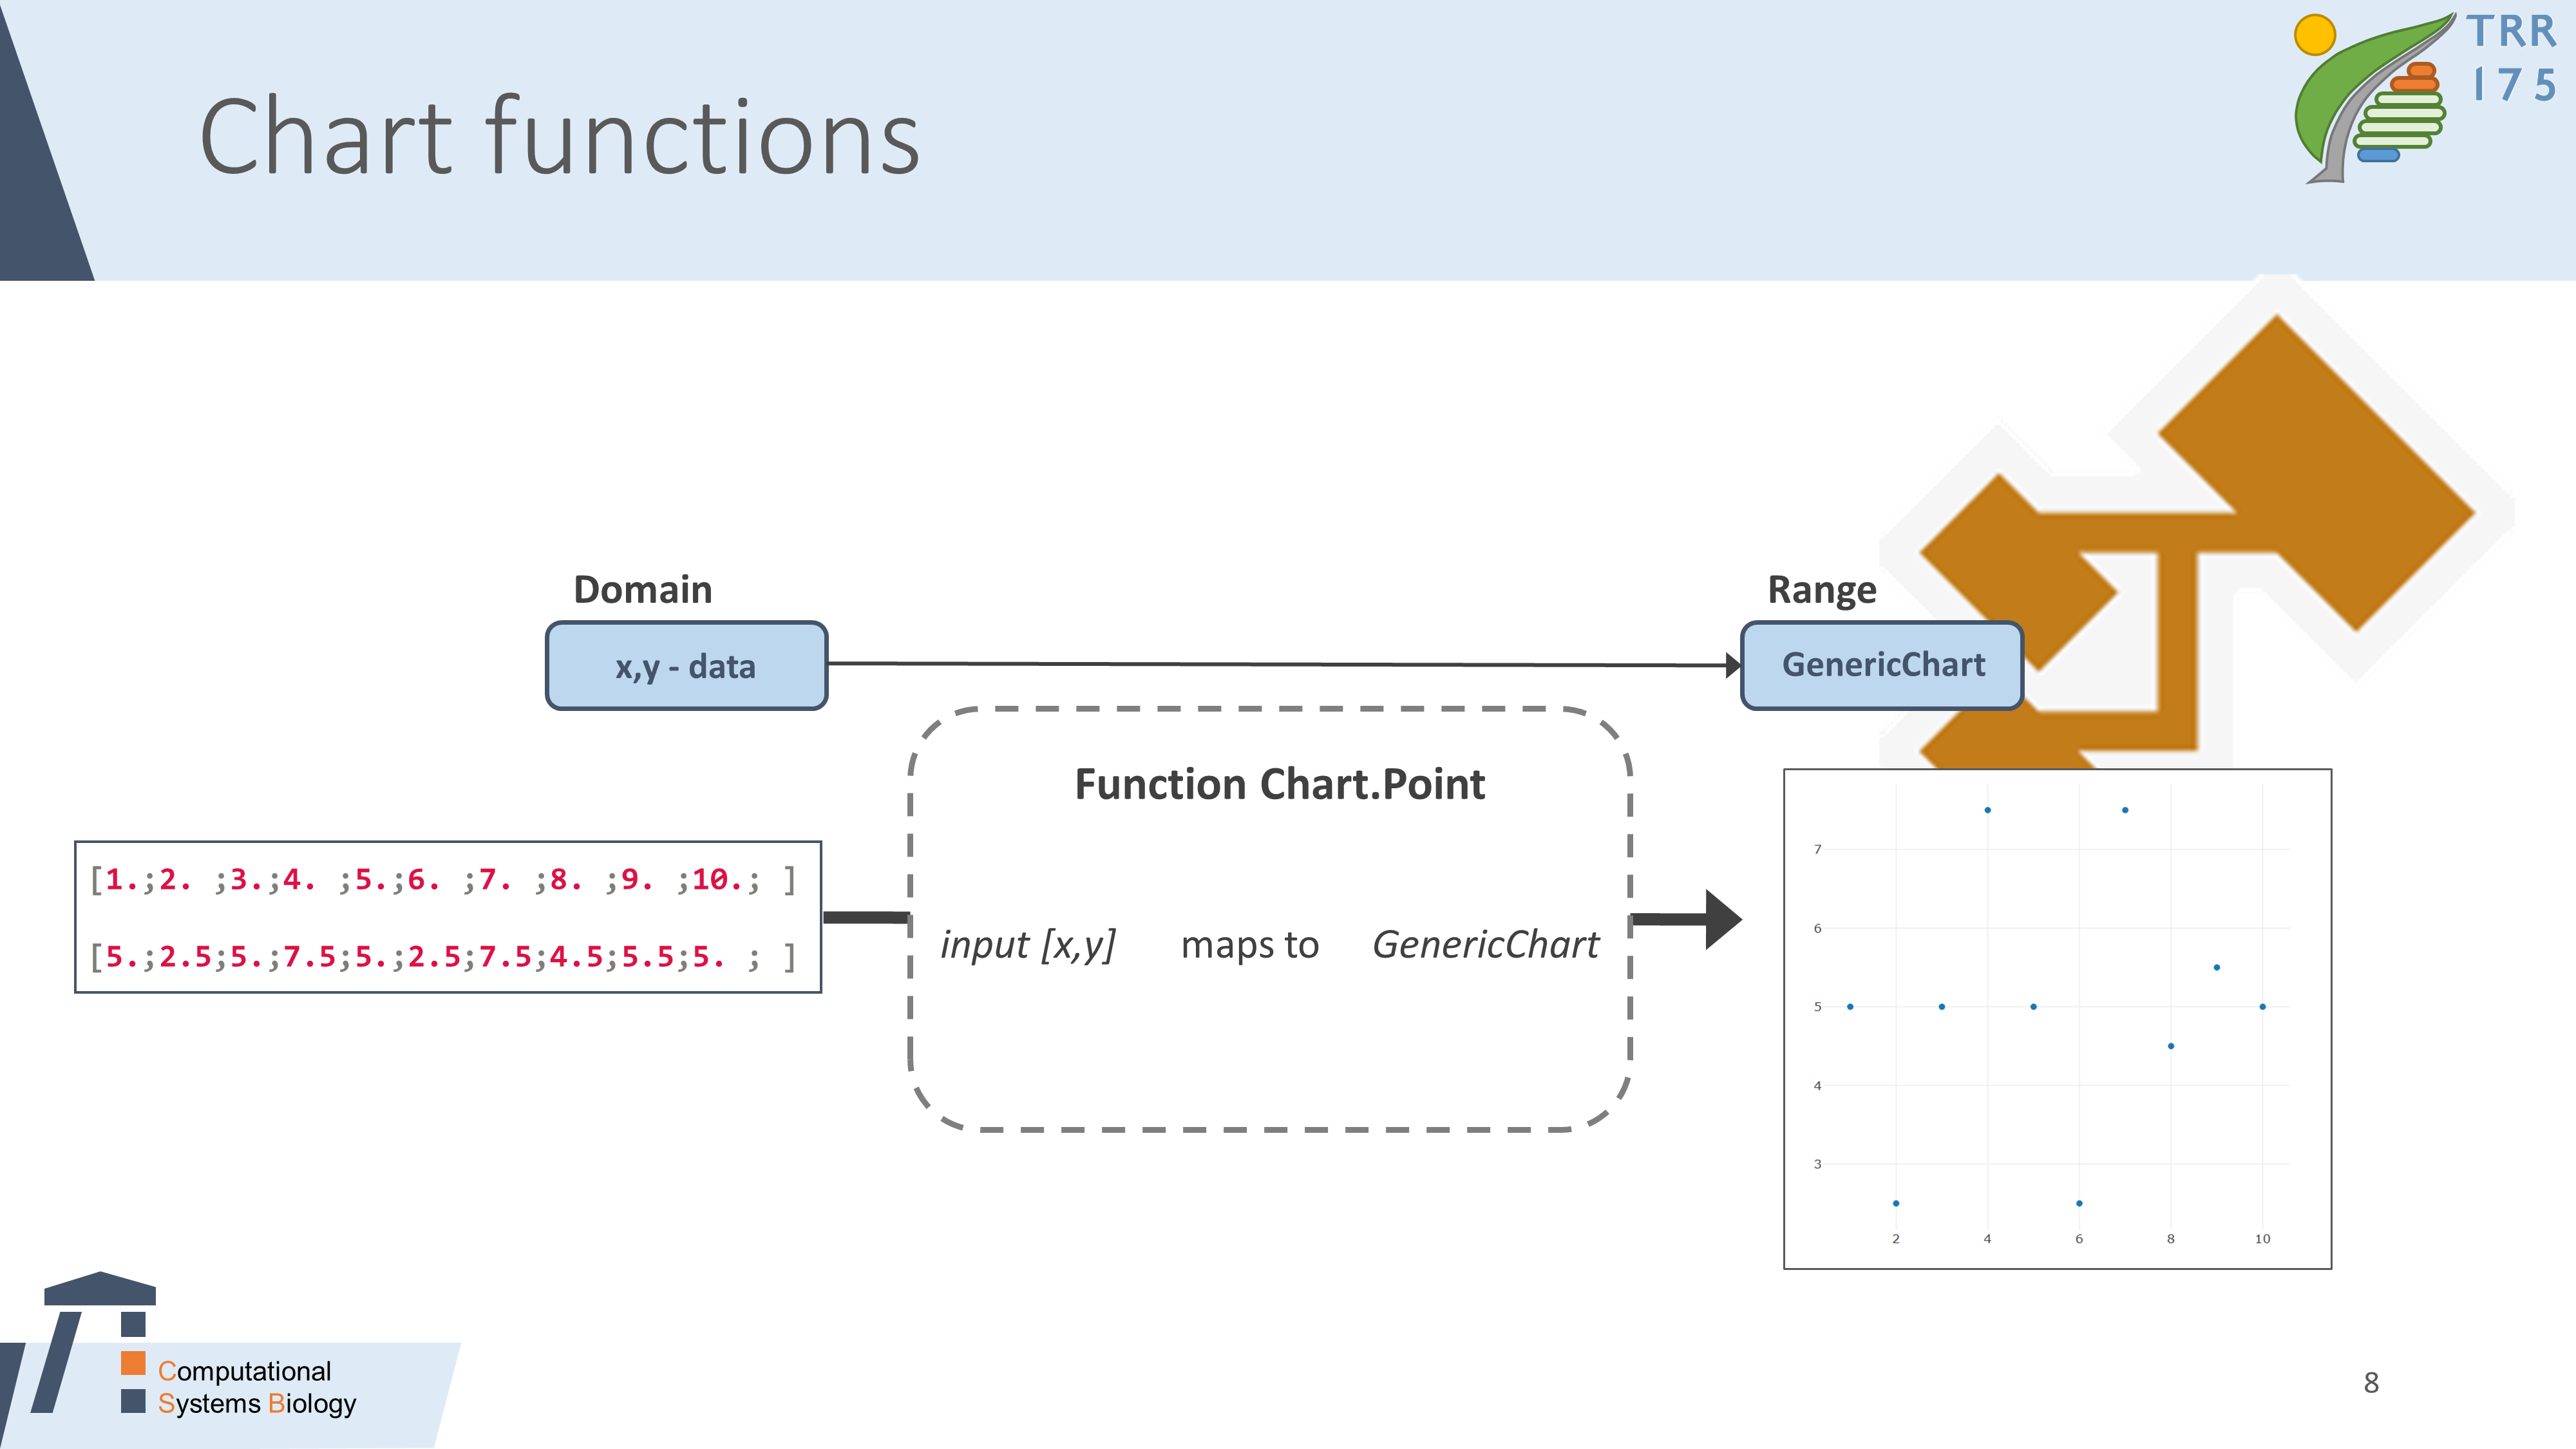 Chart functions
TRR
175
Domain
Range
x,y - data
GenericChart
Function Chart.Point
[1.;2. ;3.;4. ;5.;6. ;7. ;8. ;9. ;10.; ]
[5.;2.5;5.;7.5;5.;2.5;7.5;4.5;5.5;5. ; ]
input [x,y] maps to GenericChart
7
6
5
4
3
2 4 6 8 10
Computational
Systems Biology
8